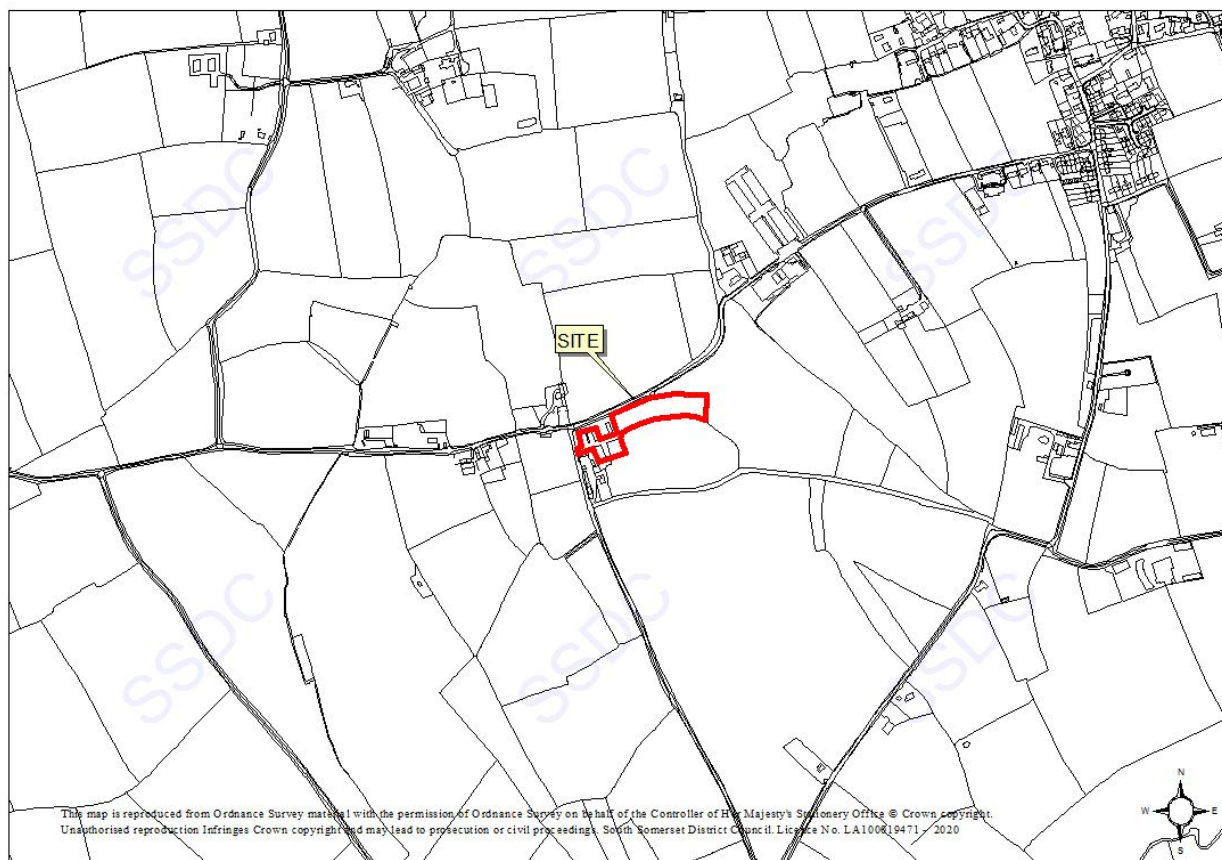 SSDC
SSDC
SSDC
SITE
SSDC
SSDC
SSDC
N
W E
S
This map is reproduced from Ordnance Survey material with the permission of Ordnance Survey on behalf of the Controller of Her Majesty's Stationery Office © Crown copyright.
Unauthorised reproduction Infringes Crown copyright and may lead to prosecution or civil proceedings. South Somerset District Council. Licence No. LA100019471 - 2020